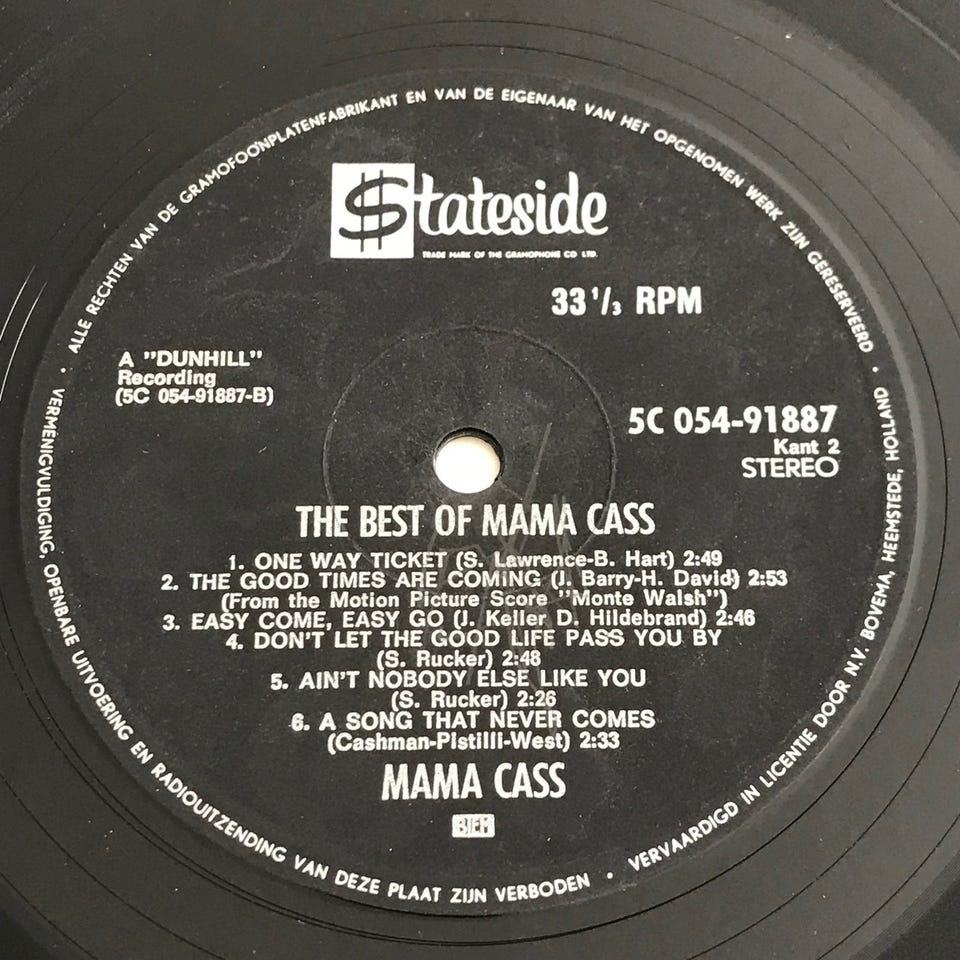 ALLE RECHTEN VAN DE GRAMOFOONPLATENFABRIKANT EN VAN DE EIGENAAR VAN HET OPGENOMEN WERK ZIJN GERESERVEERD •
$tateside
TRADE MARK OF THE GRAMOPHONE CO LTD.
33 1/3 RPM
A "DUNHILL"
Recording
(5C 054-91887-B)
5C 054-91887
Kant 2
STEREO
THE BEST OF MAMA CASS
1. ONE WAY TICKET (S. Lawrence-B. Hart) 2:49
2. THE GOOD TIMES ARE COMING (J. Barry-H. David) 2:53
(From the Motion Picture Score "Monte Walsh")
3. EASY COME, EASY GO (J. Keller D. Hildebrand) 2:46
4. DON'T LET THE GOOD LIFE PASS YOU BY
(S. Rucker) 2:48
5. AIN'T NOBODY ELSE LIKE YOU
(S. Rucker) 2:26
6. A SONG THAT NEVER COMES
(Cashman-Pistilli-West) 2:33
MAMA CASS
BIEM
• VERMENIGVULDIGING, OPENBARE UITVOERING EN RADIOUITZENDING VAN DEZE PLAAT ZIJN VERBODEN •
VERVAARDIGD IN LICENTIE DOOR N.V. BOVEMA, HEEMSTEDE, HOLLAND